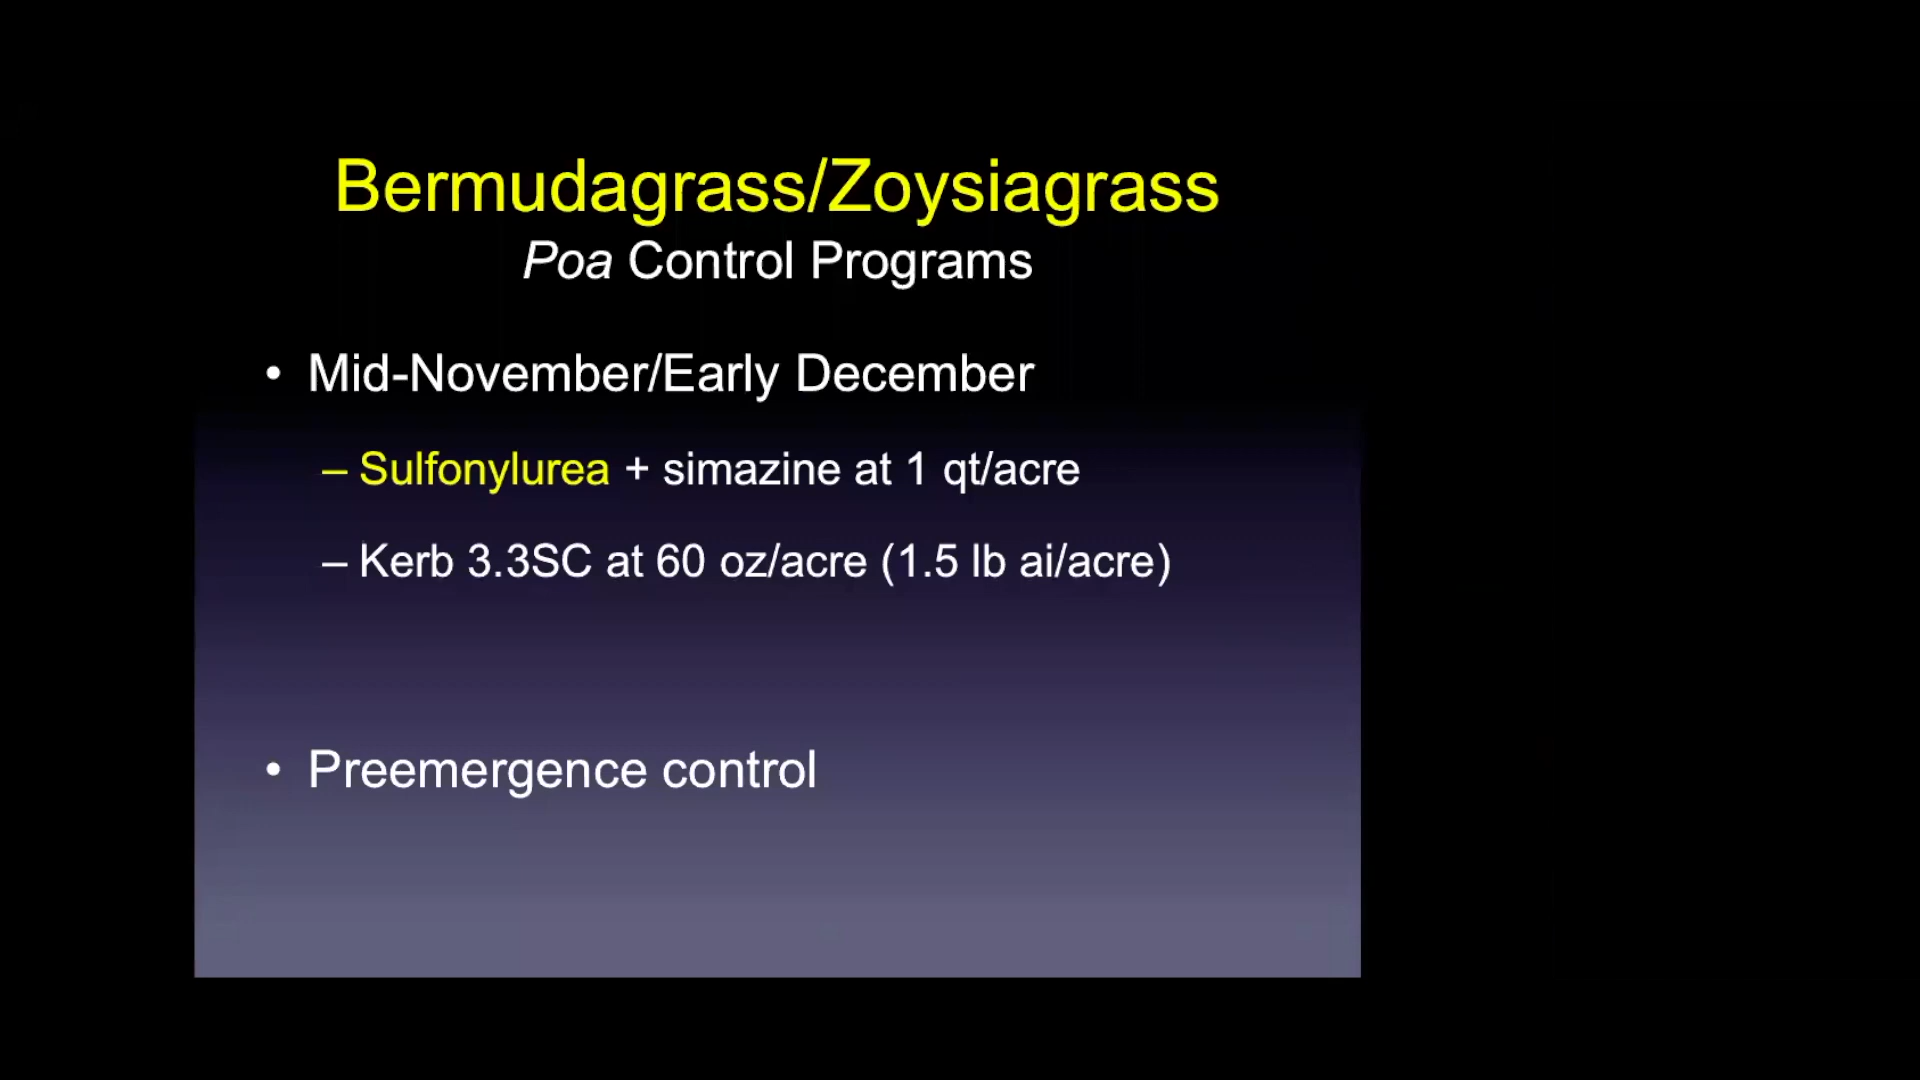 Bermudagrass/Zoysiagrass
Poa Control Programs
• Mid-November/Early December
– Sulfonylurea + simazine at 1 qt/acre
– Kerb 3.3SC at 60 oz/acre (1.5 lb ai/acre)
• Preemergence control